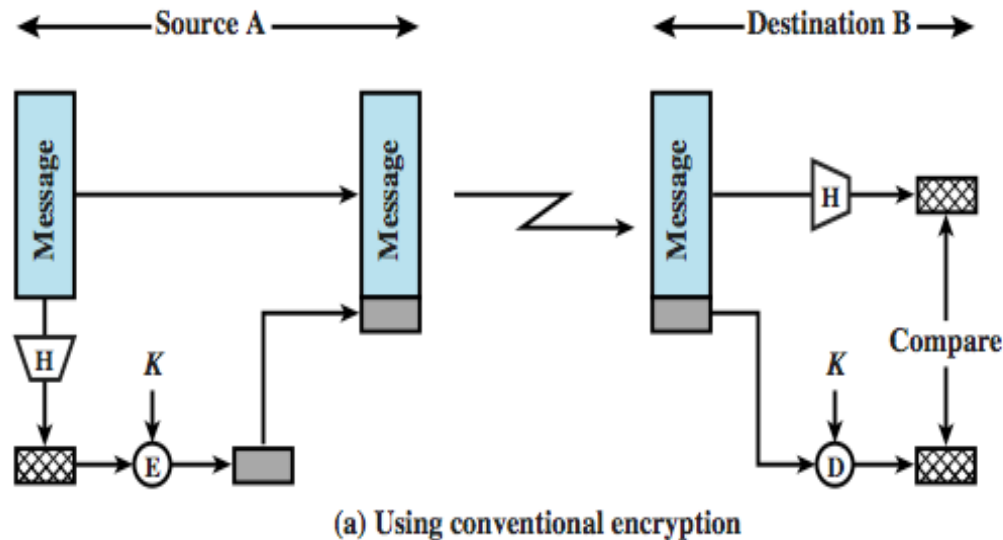 Source A
Destination B
Message
Message
Message
H
H
K
E
Compare
K
D
(a) Using conventional encryption